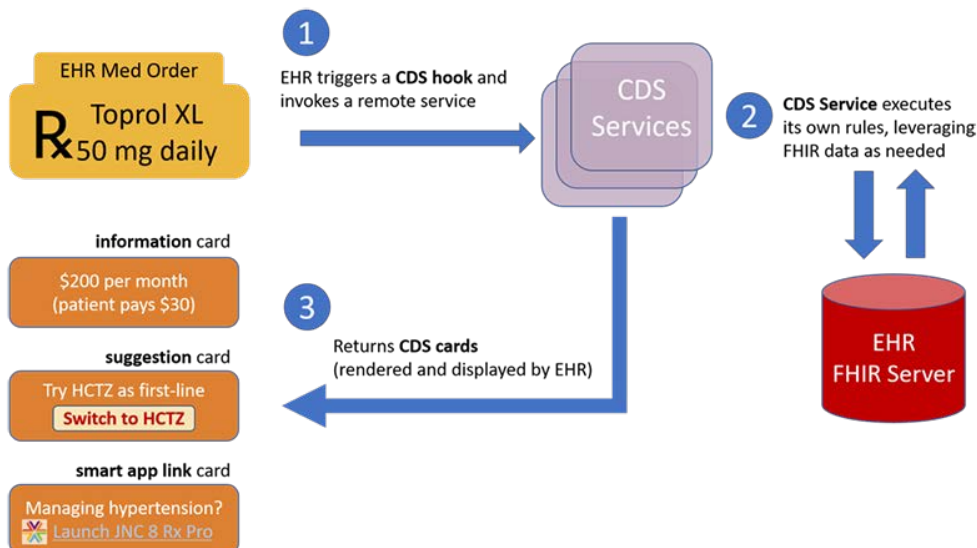 EHR Med Order
Rx Toprol XL
50 mg daily
1
EHR triggers a CDS hook and
invokes a remote service
CDS
Services
2
CDS Service executes
its own rules, leveraging
FHIR data as needed
EHR
FHIR Server
3
Returns CDS cards
(rendered and displayed by EHR)
information card
$200 per month
(patient pays $30)
suggestion card
Try HCTZ as first-line
Switch to HCTZ
smart app link card
Managing hypertension?
Launch JNC 8 Rx Pro